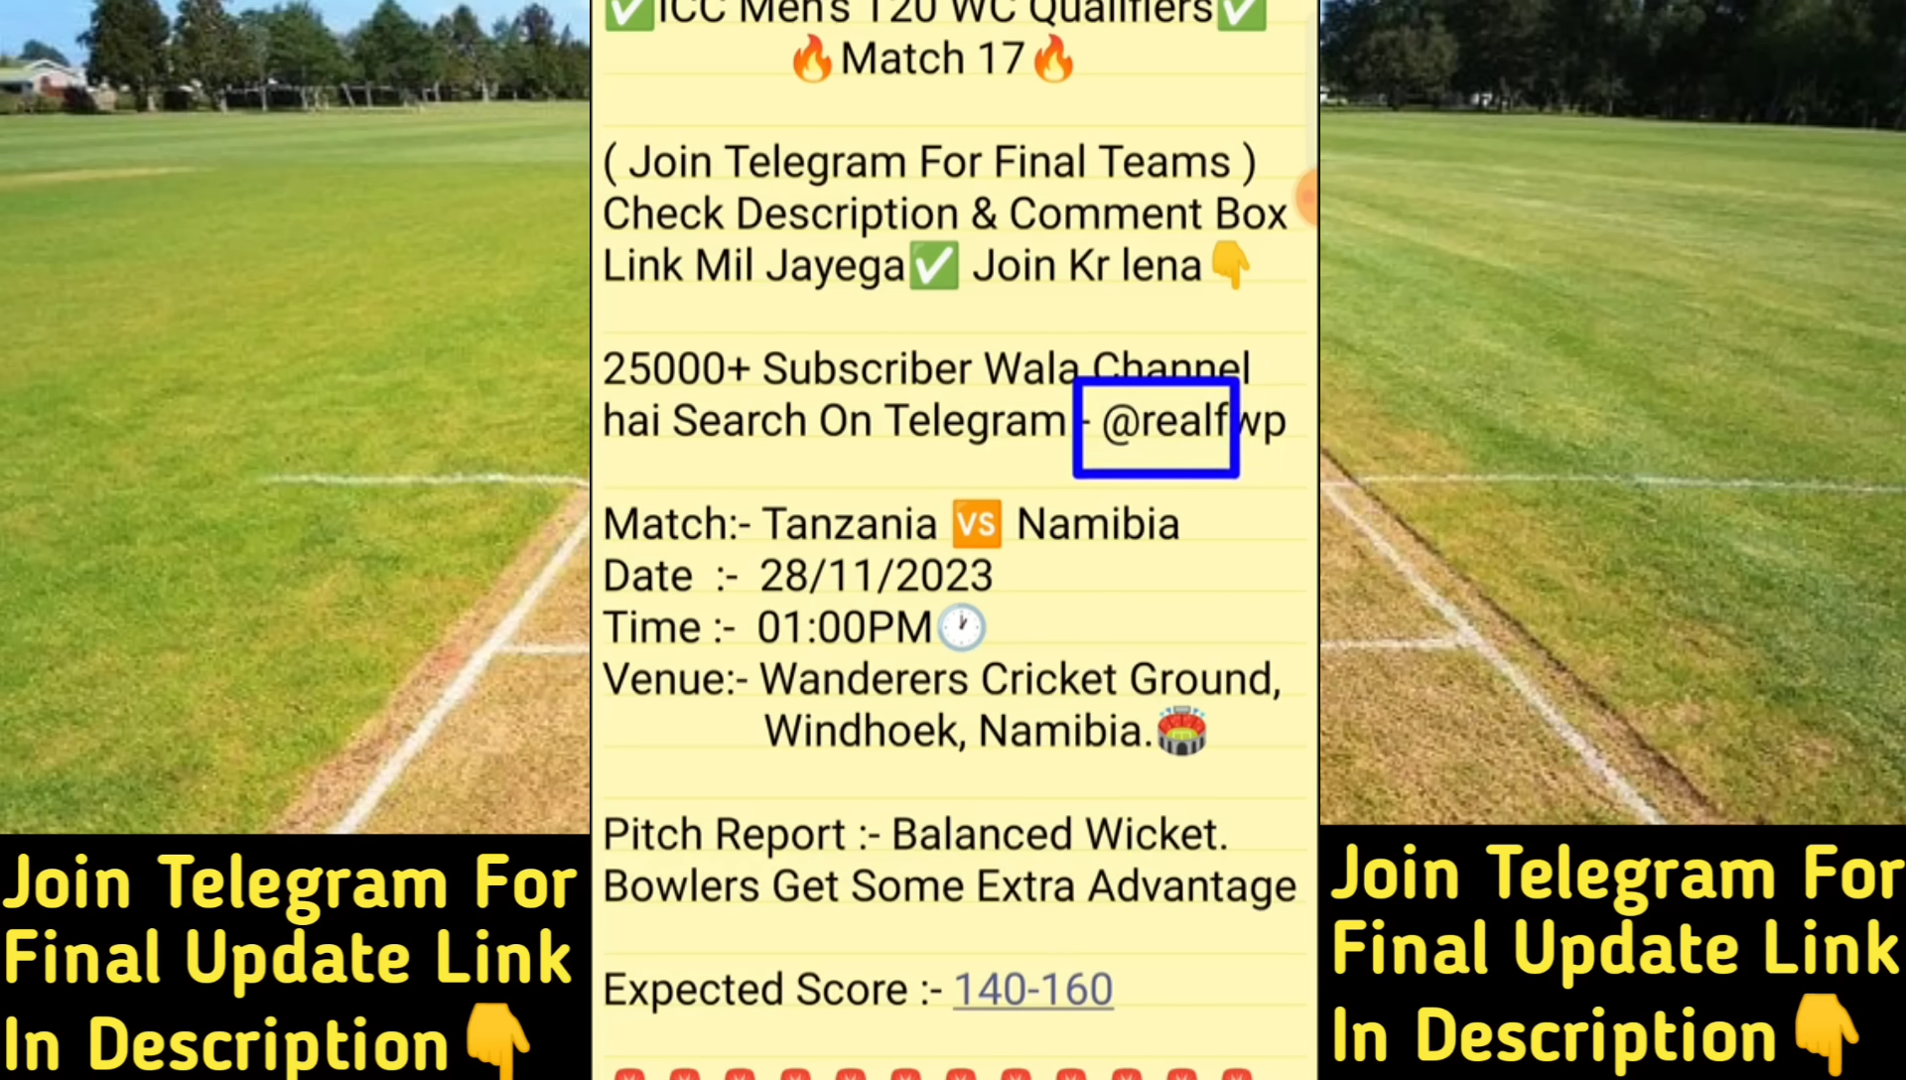 ✅ICC Men's T20 WC Qualifiers✅
🔥Match 17🔥
( Join Telegram For Final Teams )
Check Description & Comment Box
Link Mil Jayega✅ Join Kr lena👇
25000+ Subscriber Wala Channel
hai Search On Telegram - @realfwp
Match:- Tanzania 🆚 Namibia
Date :- 28/11/2023
Time :- 01:00PM🕐
Venue:- Wanderers Cricket Ground,
Windhoek, Namibia.🏟️
Pitch Report :- Balanced Wicket.
Bowlers Get Some Extra Advantage
Expected Score :- 140-160
Join Telegram For
Final Update Link
In Description👇
Join Telegram For
Final Update Link
In Description👇